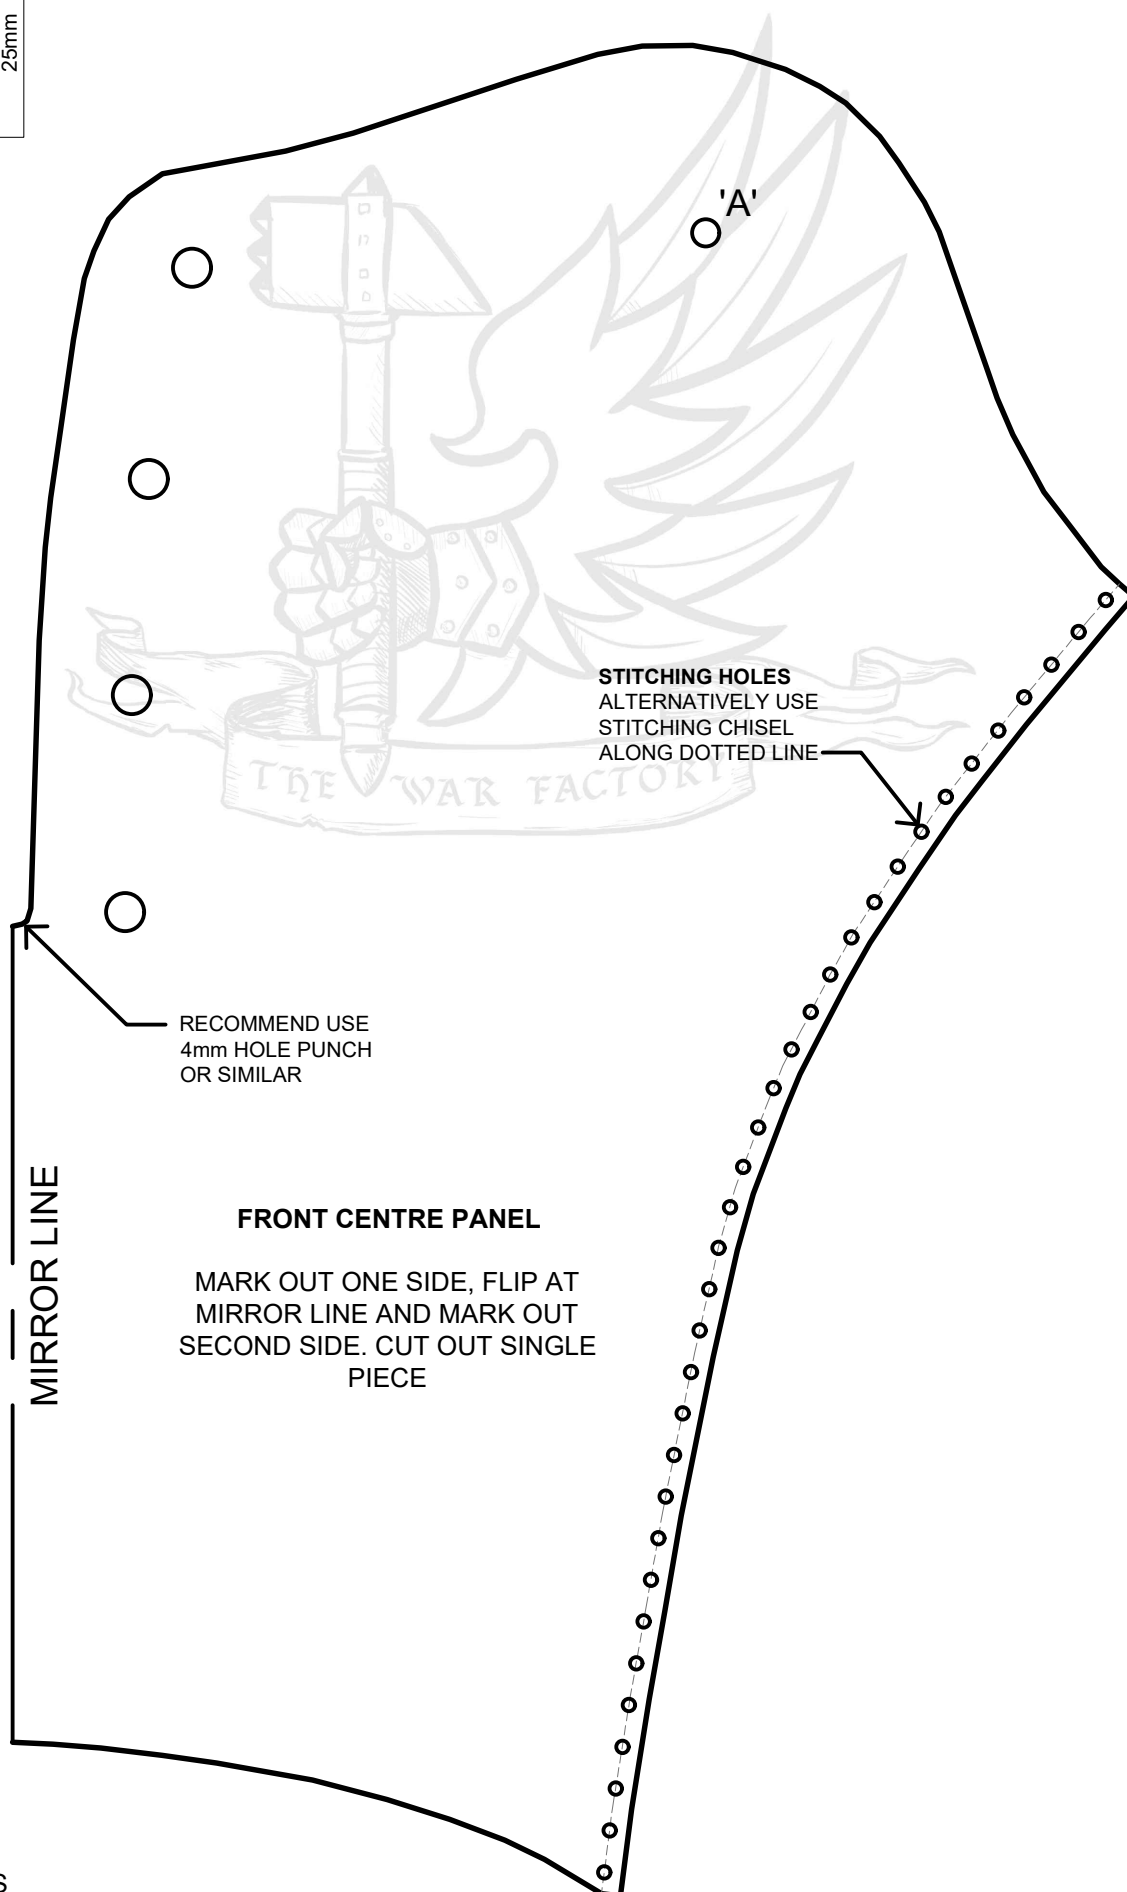 25mm
'A'
STITCHING HOLES
ALTERNATIVELY USE
STITCHING CHISEL
ALONG DOTTED LINE
THE WAR FACTORY
RECOMMEND USE
4mm HOLE PUNCH
OR SIMILAR
MIRROR LINE
FRONT CENTRE PANEL
MARK OUT ONE SIDE, FLIP AT
MIRROR LINE AND MARK OUT
SECOND SIDE. CUT OUT SINGLE
PIECE
S